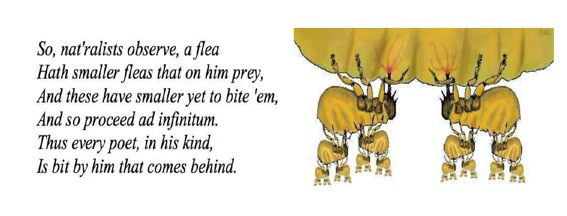 So, nat'ralists observe, a flea
Hath smaller fleas that on him prey,
And these have smaller yet to bite 'em,
And so proceed ad infinitum.
Thus every poet, in his kind,
Is bit by him that comes behind.